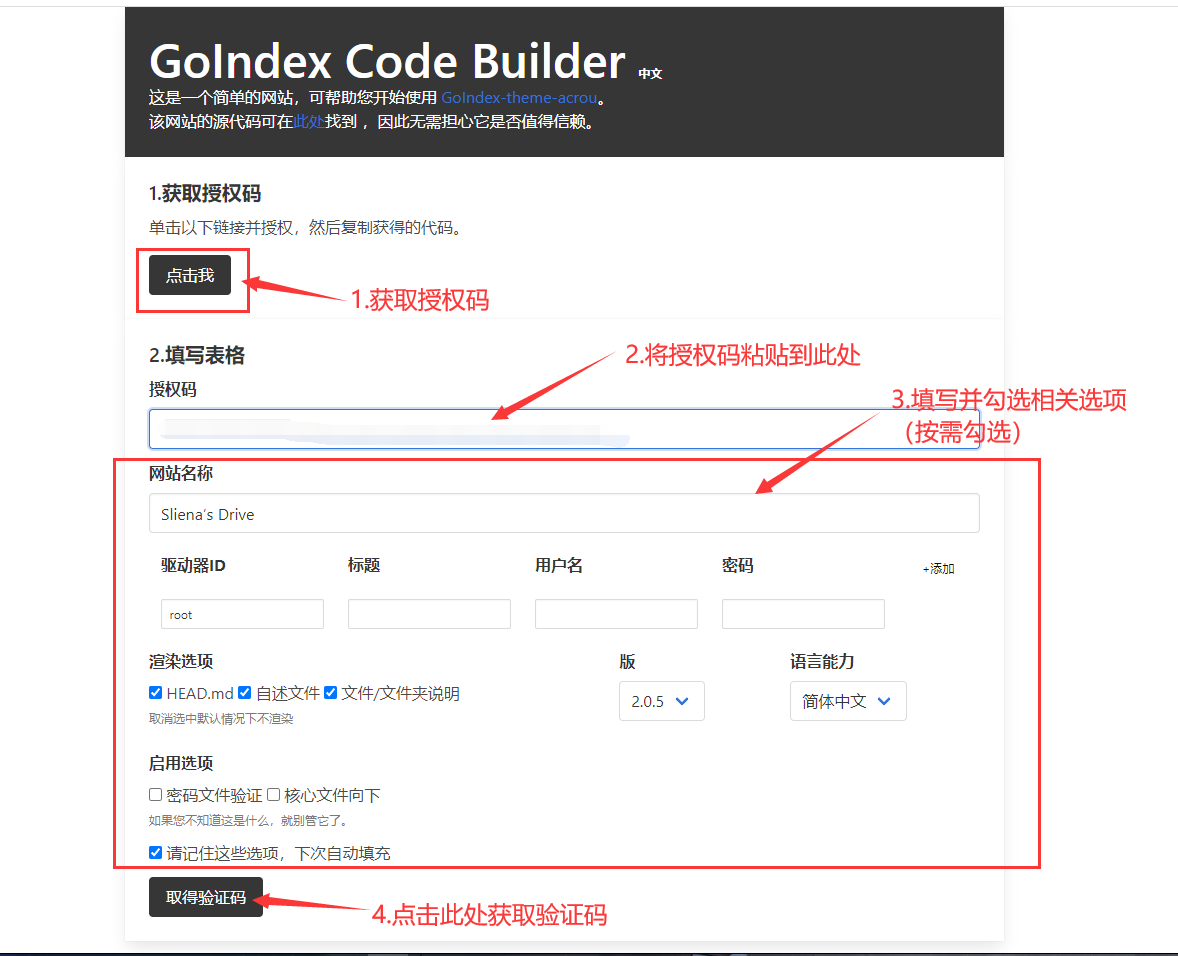 GoIndex Code Builder 中文
这是一个简单的网站，可帮助您开始使用 GoIndex-theme-acrou。
该网站的源代码可在此处找到 ，因此无需担心它是否值得信赖。
1.获取授权码
单击以下链接并授权，然后复制获得的代码。
点击我
1.获取授权码
2.填写表格
2.将授权码粘贴到此处
授权码
3.填写并勾选相关选项
（按需勾选）
网站名称
Sliena's Drive
驱动器ID 标题 用户名 密码 +添加
root
渲染选项 版 语言能力
HEAD.md 自述文件 文件/文件夹说明 2.0.5 简体中文
取消选中默认情况下不渲染
启用选项
密码文件验证 核心文件向下
如果您不知道这是什么，就别管它了。
请记住这些选项，下次自动填充
取得验证码
4.点击此处获取验证码